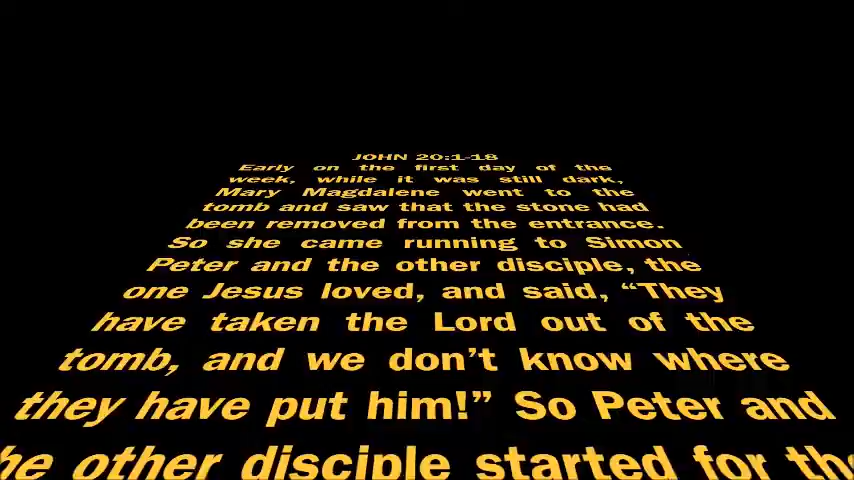 JOHN 20:1-18
Early on the first day of the
week, while it was still dark,
Mary Magdalene went to the
tomb and saw that the stone had
been removed from the entrance.
So she came running to Simon
Peter and the other disciple, the
one Jesus loved, and said, “They
have taken the Lord out of the
tomb, and we don’t know where
they have put him!” So Peter and
the other disciple started for the